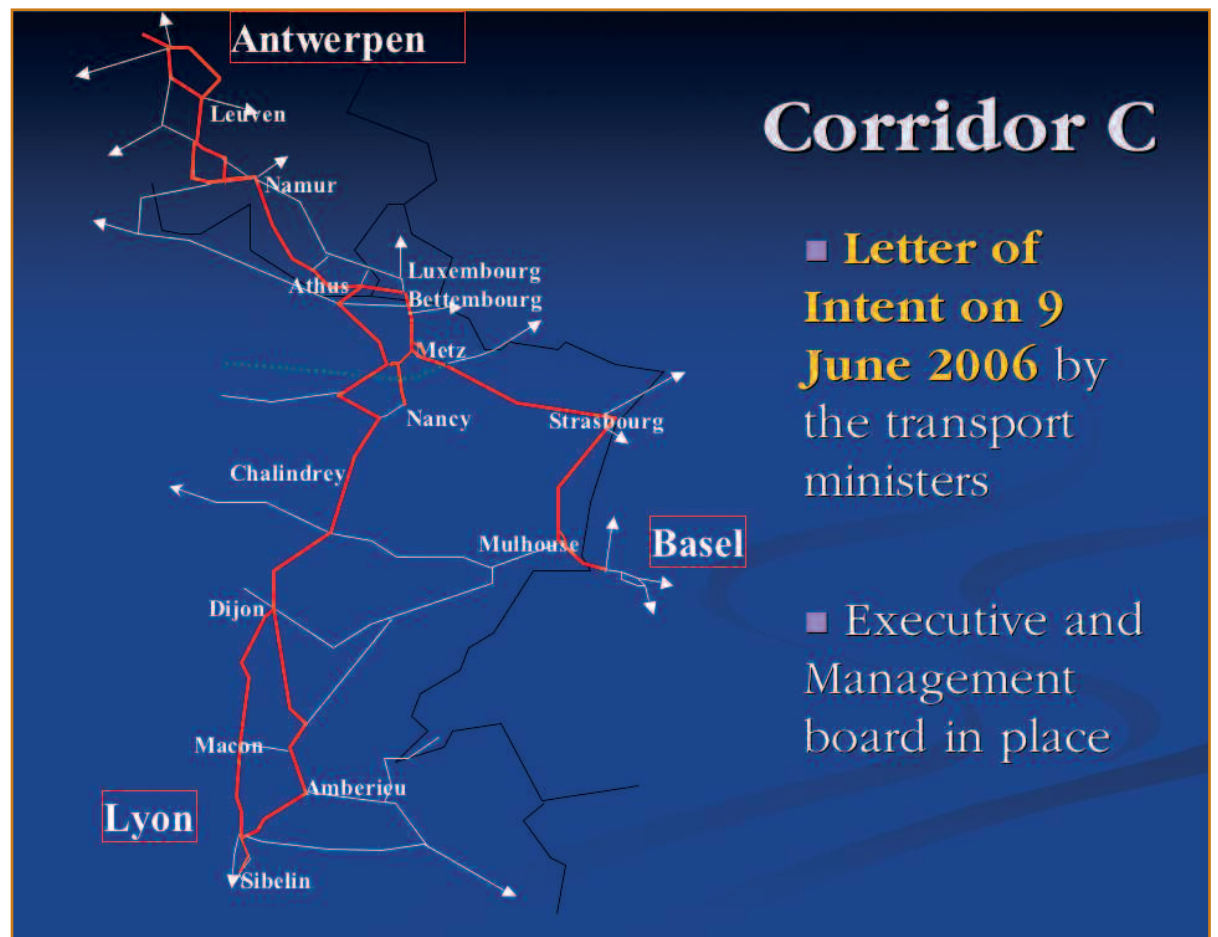 Antwerpen
Corridor C
Leuven
Namur
Luxembourg
Athus
Bettembourg
Metz
Nancy
Strasbourg
Chalindrey
Mulhouse
Basel
Dijon
Macon
Amberieu
Lyon
Sibelin
■ Letter of
Intent on 9
June 2006 by
the transport
ministers
■ Executive and
Management
board in place